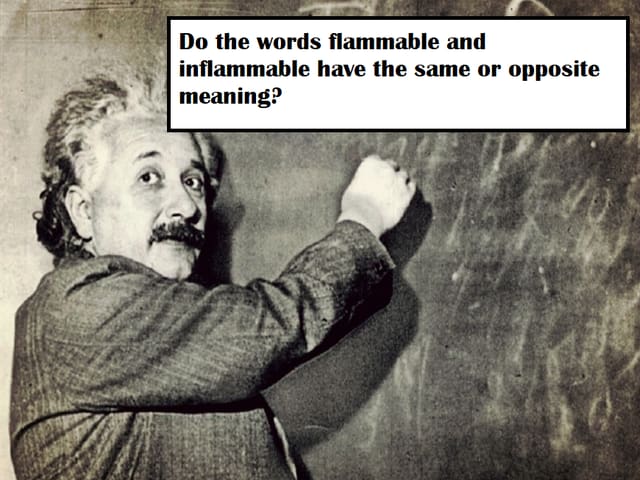 Do the words flammable and
inflammable have the same or opposite
meaning?